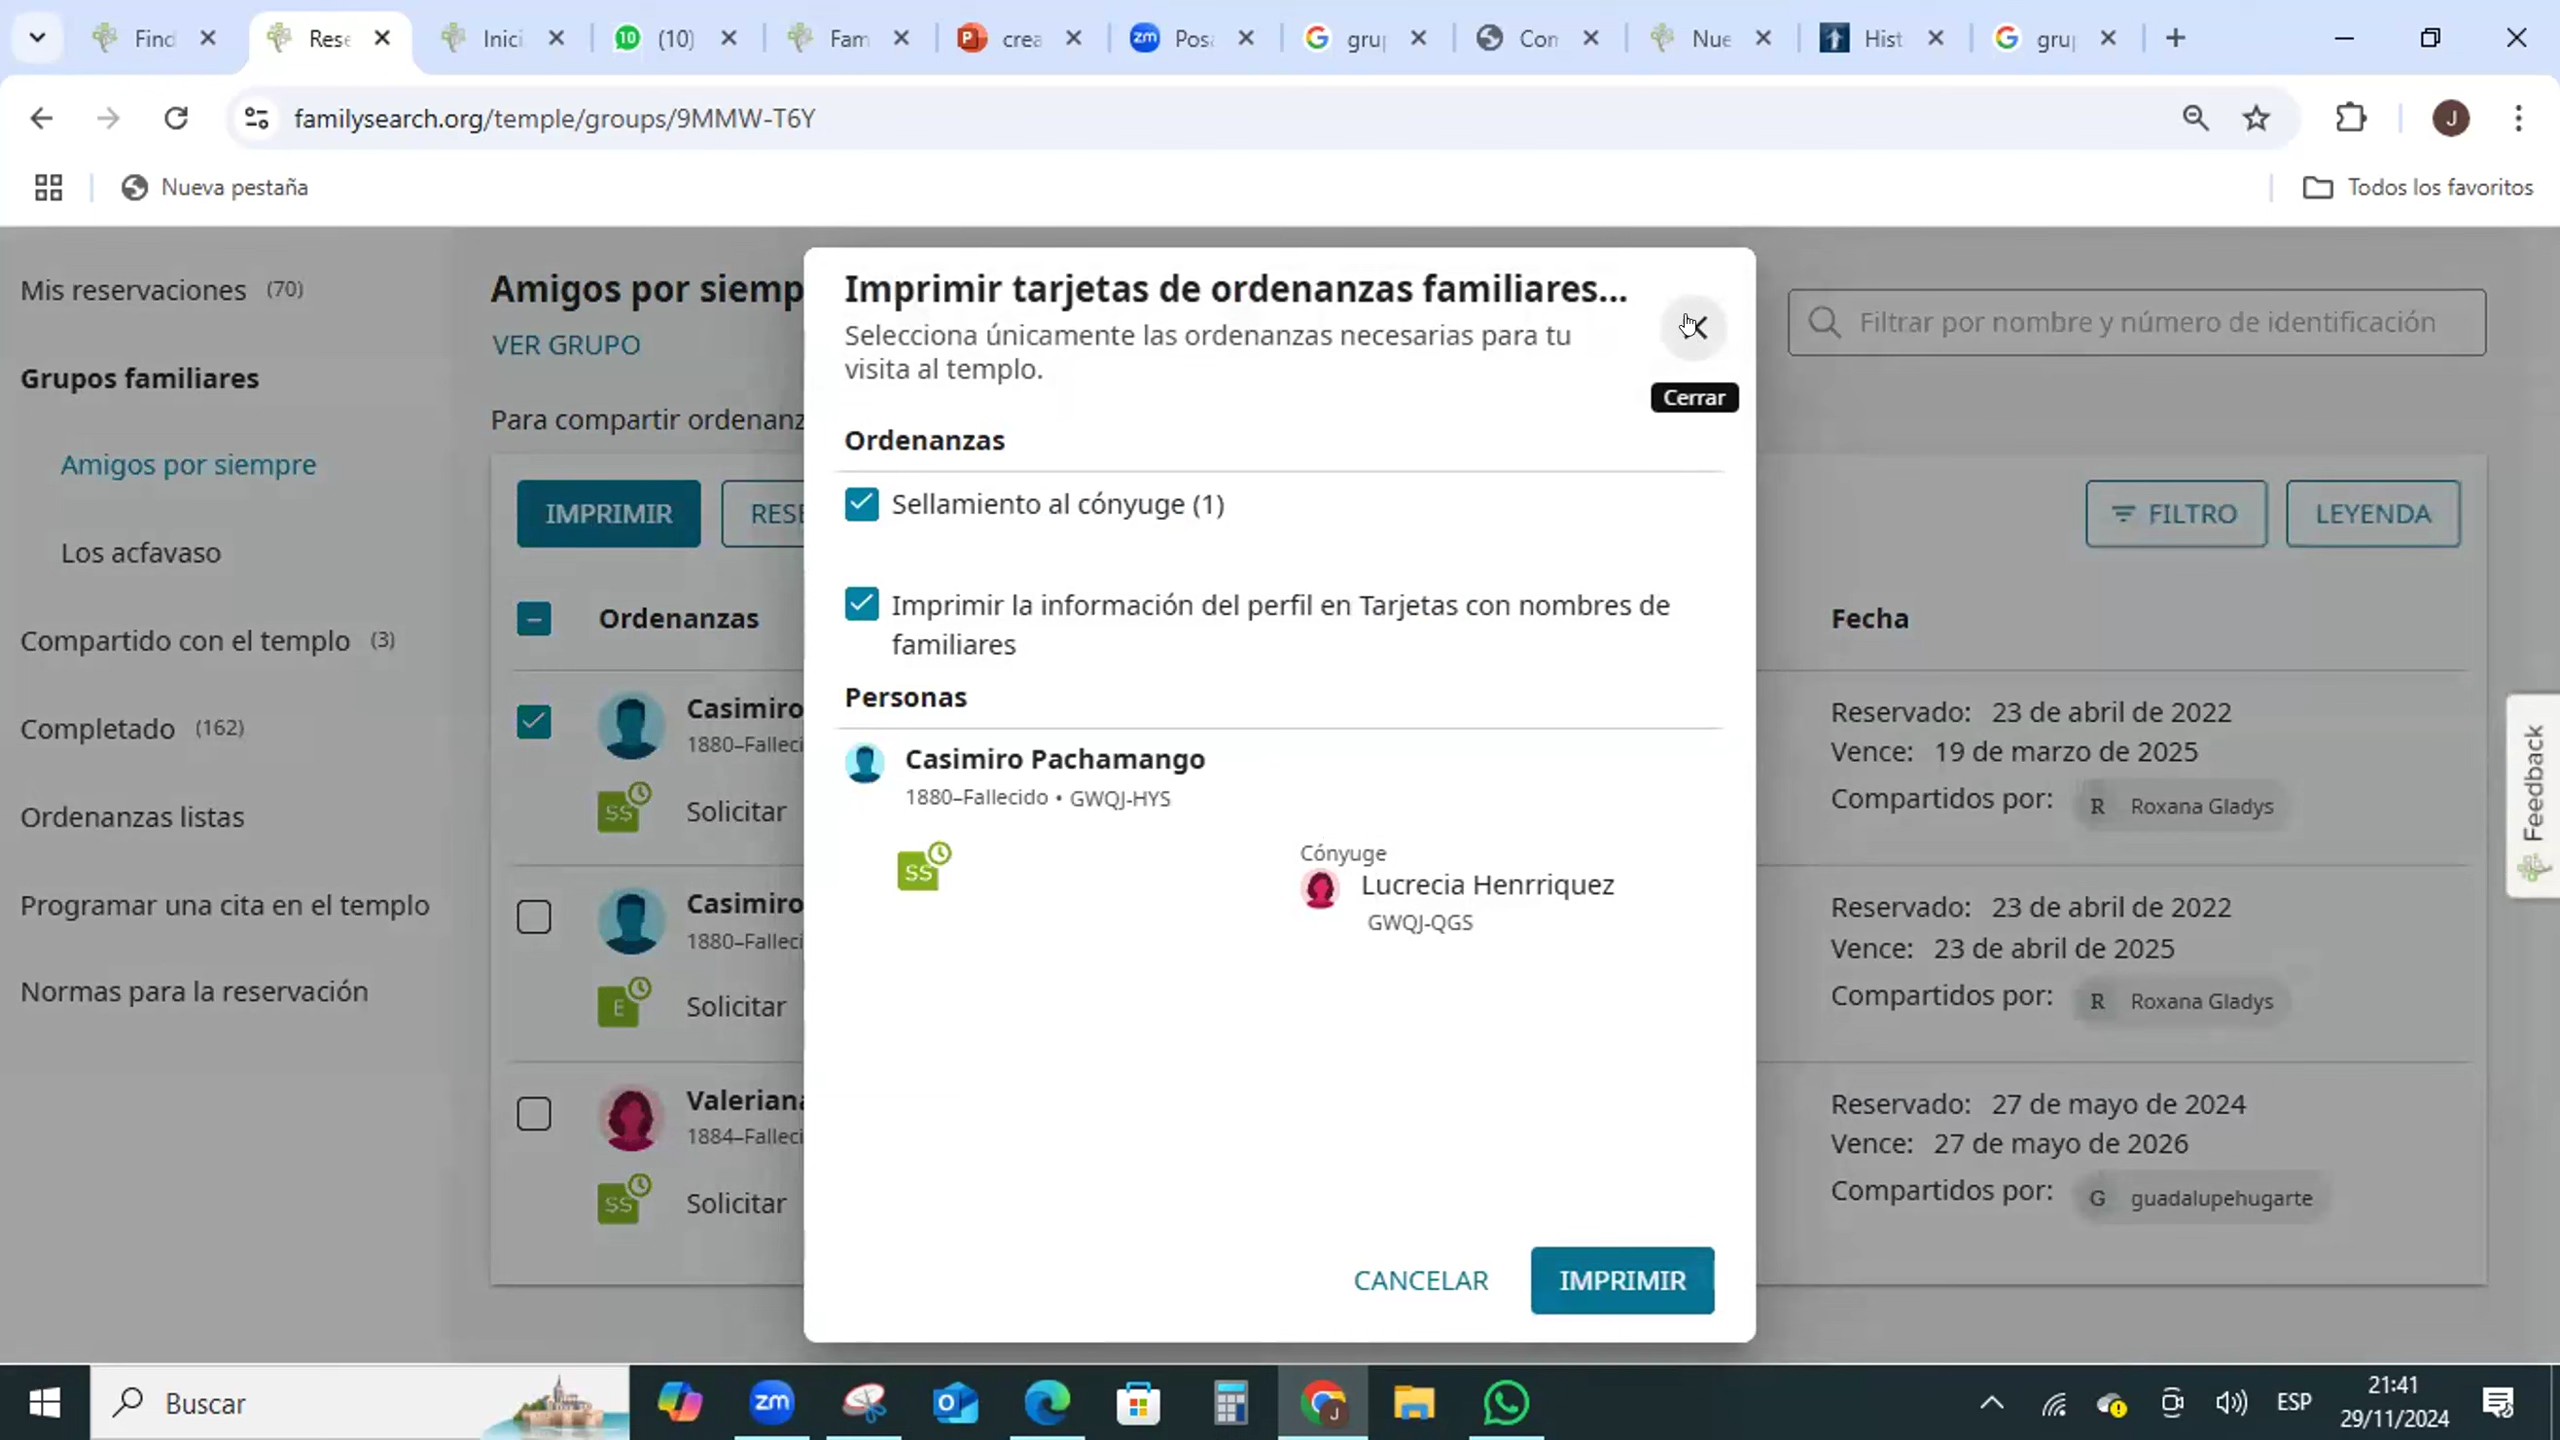 Find
Rese
Inici
10
(10)
Fam
crea
zm
Pos
gru
Con
Nue
Hist
gru
familysearch.org/temple/groups/9MMW-T6Y
J
Nueva pestaña
Todos los favoritos
Mis reservaciones (70)
Grupos familiares
Amigos por siempre
Los acfavaso
Compartido con el templo (3)
Completado (162)
Ordenanzas listas
Programar una cita en el templo
Normas para la reservación
Amigos por siemp
VER GRUPO
Para compartir ordenanz
IMPRIMIR
RESE
FILTRO
LEYENDA
Filtrar por nombre y número de identificación
Ordenanzas
Fecha
Casimiro
1880–Falleci
SS
Solicitar
Reservado: 23 de abril de 2022
Vence: 19 de marzo de 2025
Compartidos por: R Roxana Gladys
Casimiro
1880–Falleci
E
Solicitar
Reservado: 23 de abril de 2022
Vence: 23 de abril de 2025
Compartidos por: R Roxana Gladys
Valeriana
1884–Falleci
SS
Solicitar
Reservado: 27 de mayo de 2024
Vence: 27 de mayo de 2026
Compartidos por: G guadalupehugarte
Feedback
Imprimir tarjetas de ordenanzas familiares...
Selecciona únicamente las ordenanzas necesarias para tu
visita al templo.
Cerrar
Ordenanzas
Sellamiento al cónyuge (1)
Imprimir la información del perfil en Tarjetas con nombres de
familiares
Personas
Casimiro Pachamango
1880–Fallecido • GWQJ-HYS
SS
Cónyuge
Lucrecia Henrriquez
GWQJ-QGS
CANCELAR
IMPRIMIR
Buscar
zm
J
ESP
21:41
29/11/2024